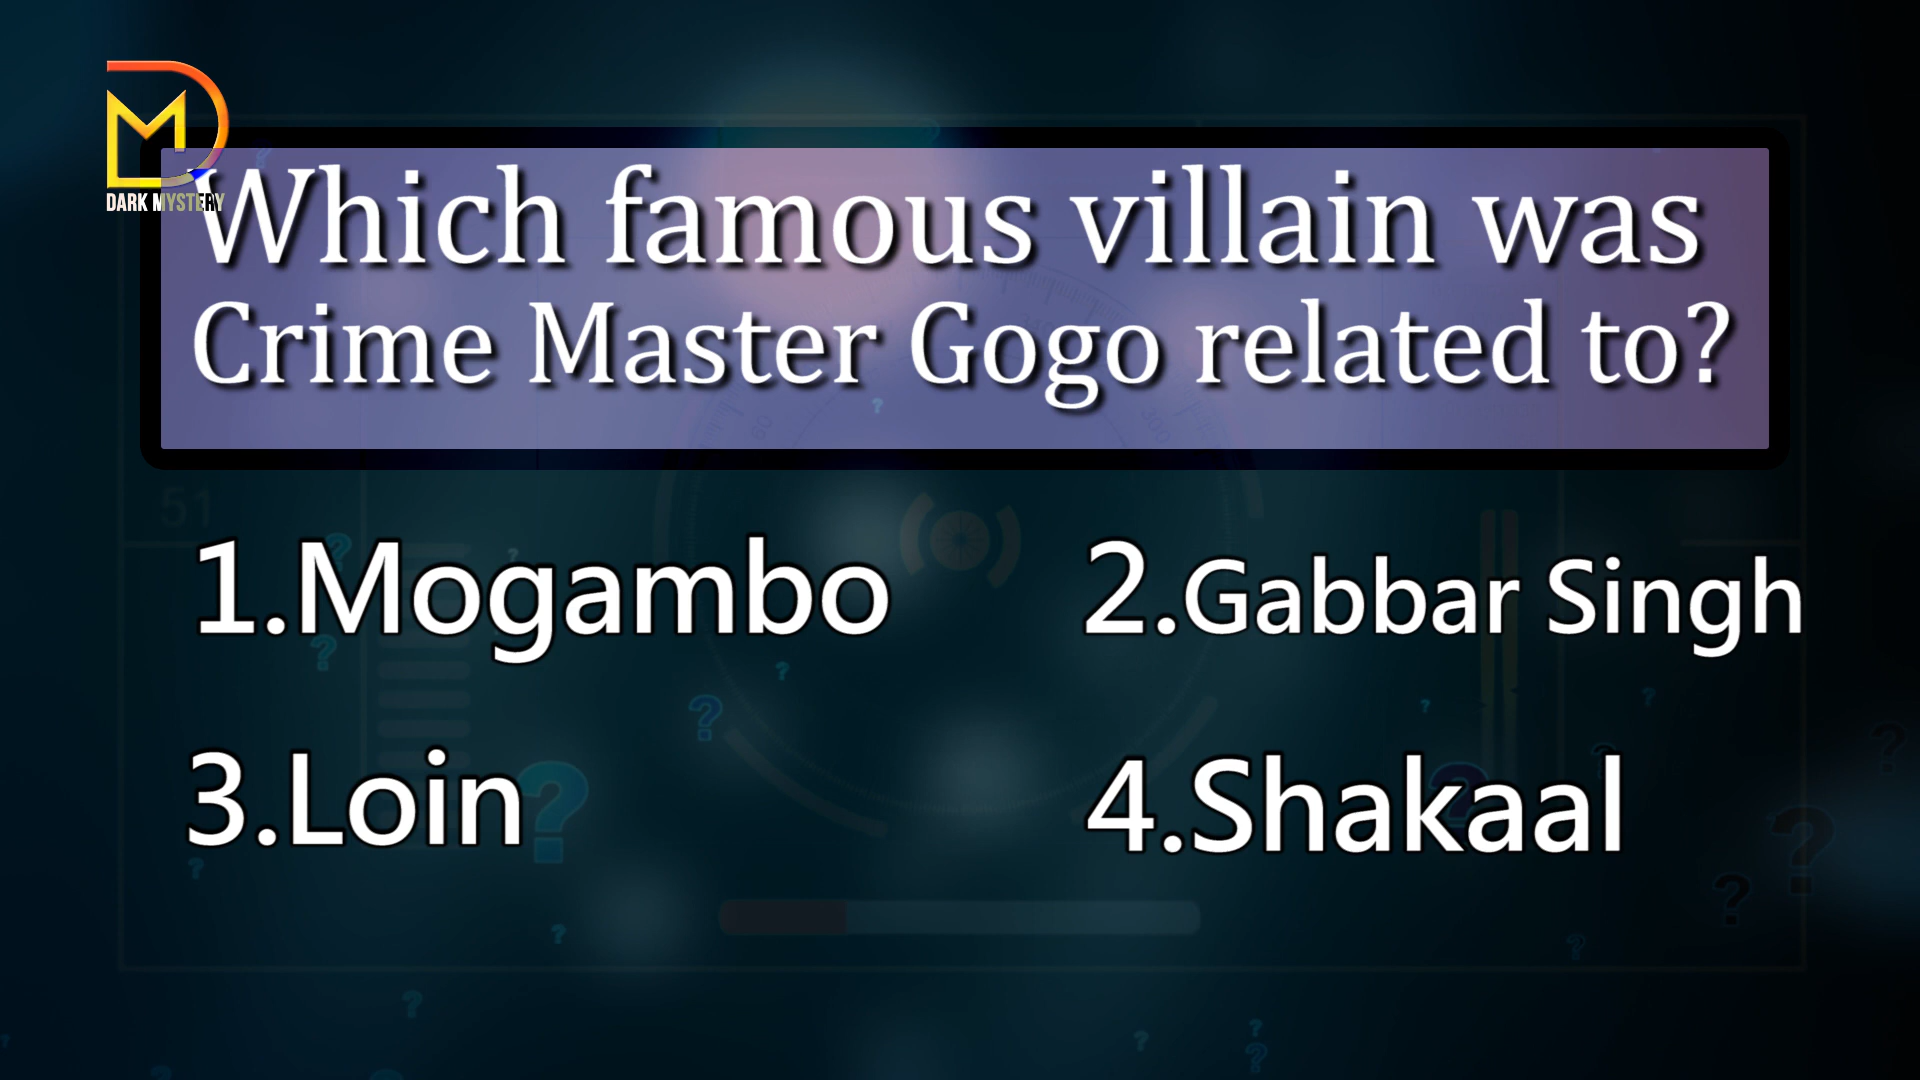 DARK MYSTERY
Which famous villain was
Crime Master Gogo related to?
51
1.Mogambo
2.Gabbar Singh
3.Loin
4.Shakaal